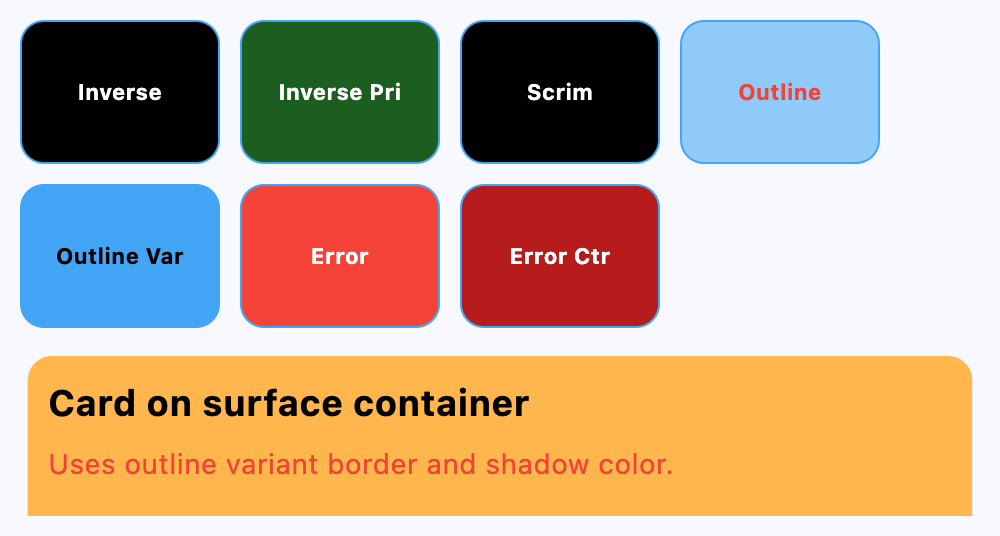 Inverse
Inverse Pri
Scrim
Outline
Outline Var
Error
Error Ctr
Card on surface container
Uses outline variant border and shadow color.